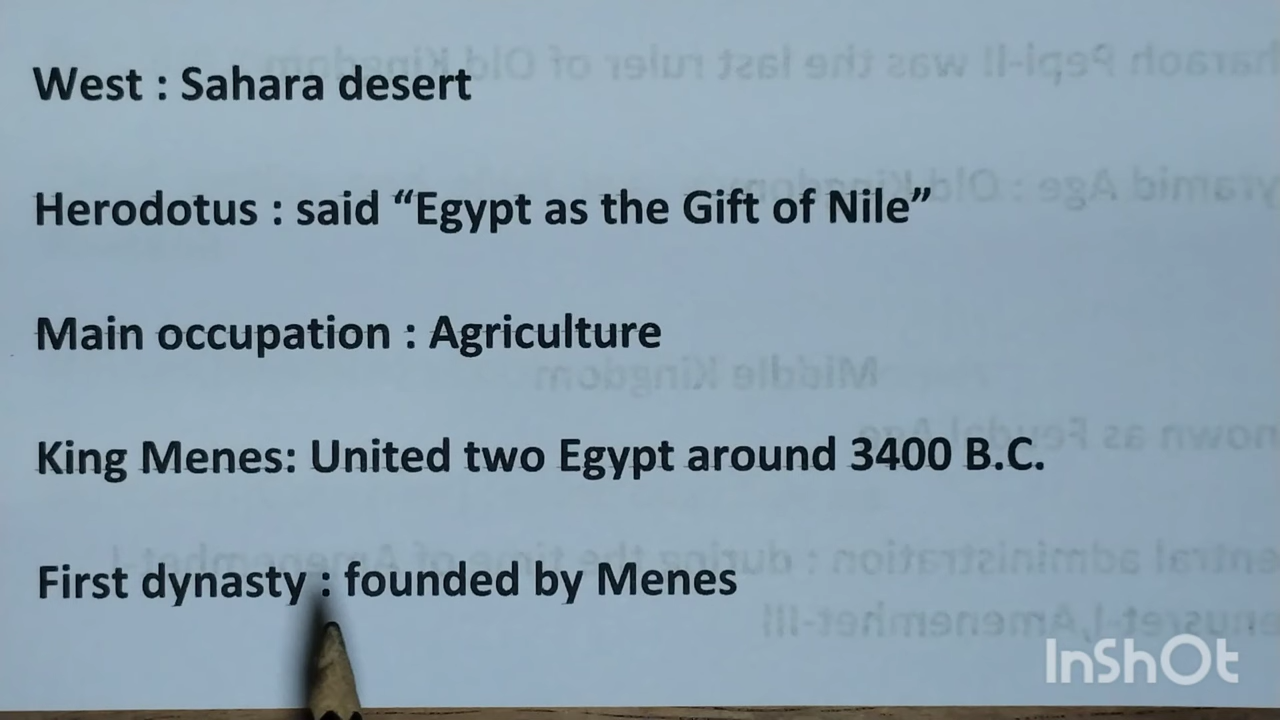 West : Sahara desert
Herodotus : said “Egypt as the Gift of Nile”
Main occupation : Agriculture
King Menes: United two Egypt around 3400 B.C.
First dynasty : founded by Menes
InShOt